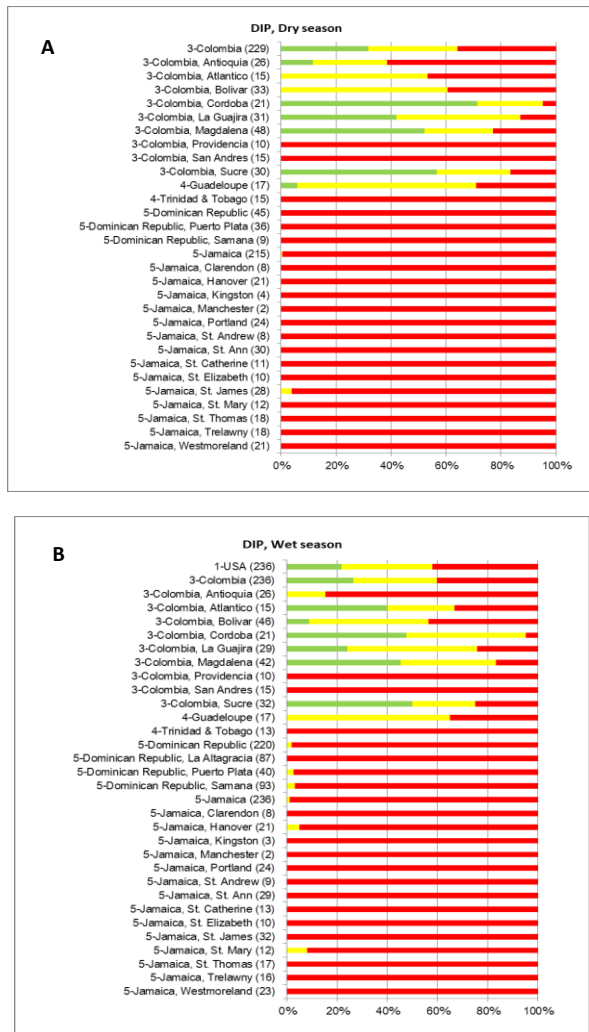 DIP, Dry season
A
3-Colombia (229)
3-Colombia, Antioquia (26)
3-Colombia, Atlantico (15)
3-Colombia, Bolivar (33)
3-Colombia, Cordoba (21)
3-Colombia, La Guajira (31)
3-Colombia, Magdalena (48)
3-Colombia, Providencia (10)
3-Colombia, San Andres (15)
3-Colombia, Sucre (30)
4-Guadeloupe (17)
4-Trinidad & Tobago (15)
5-Dominican Republic (45)
5-Dominican Republic, Puerto Plata (36)
5-Dominican Republic, Samana (9)
5-Jamaica (215)
5-Jamaica, Clarendon (8)
5-Jamaica, Hanover (21)
5-Jamaica, Kingston (4)
5-Jamaica, Manchester (2)
5-Jamaica, Portland (24)
5-Jamaica, St. Andrew (8)
5-Jamaica, St. Ann (30)
5-Jamaica, St. Catherine (11)
5-Jamaica, St. Elizabeth (10)
5-Jamaica, St. James (28)
5-Jamaica, St. Mary (12)
5-Jamaica, St. Thomas (18)
5-Jamaica, Trelawny (18)
5-Jamaica, Westmoreland (21)
0% 20% 40% 60% 80% 100%
DIP, Wet season
B
1-USA (236)
3-Colombia (236)
3-Colombia, Antioquia (26)
3-Colombia, Atlantico (15)
3-Colombia, Bolivar (46)
3-Colombia, Cordoba (21)
3-Colombia, La Guajira (29)
3-Colombia, Magdalena (42)
3-Colombia, Providencia (10)
3-Colombia, San Andres (15)
3-Colombia, Sucre (32)
4-Guadeloupe (17)
4-Trinidad & Tobago (13)
5-Dominican Republic (220)
5-Dominican Republic, La Altagracia (87)
5-Dominican Republic, Puerto Plata (40)
5-Dominican Republic, Samana (93)
5-Jamaica (236)
5-Jamaica, Clarendon (8)
5-Jamaica, Hanover (21)
5-Jamaica, Kingston (3)
5-Jamaica, Manchester (2)
5-Jamaica, Portland (24)
5-Jamaica, St. Andrew (9)
5-Jamaica, St. Ann (29)
5-Jamaica, St. Catherine (13)
5-Jamaica, St. Elizabeth (10)
5-Jamaica, St. James (32)
5-Jamaica, St. Mary (12)
5-Jamaica, St. Thomas (17)
5-Jamaica, Trelawny (16)
5-Jamaica, Westmoreland (23)
0% 20% 40% 60% 80% 100%